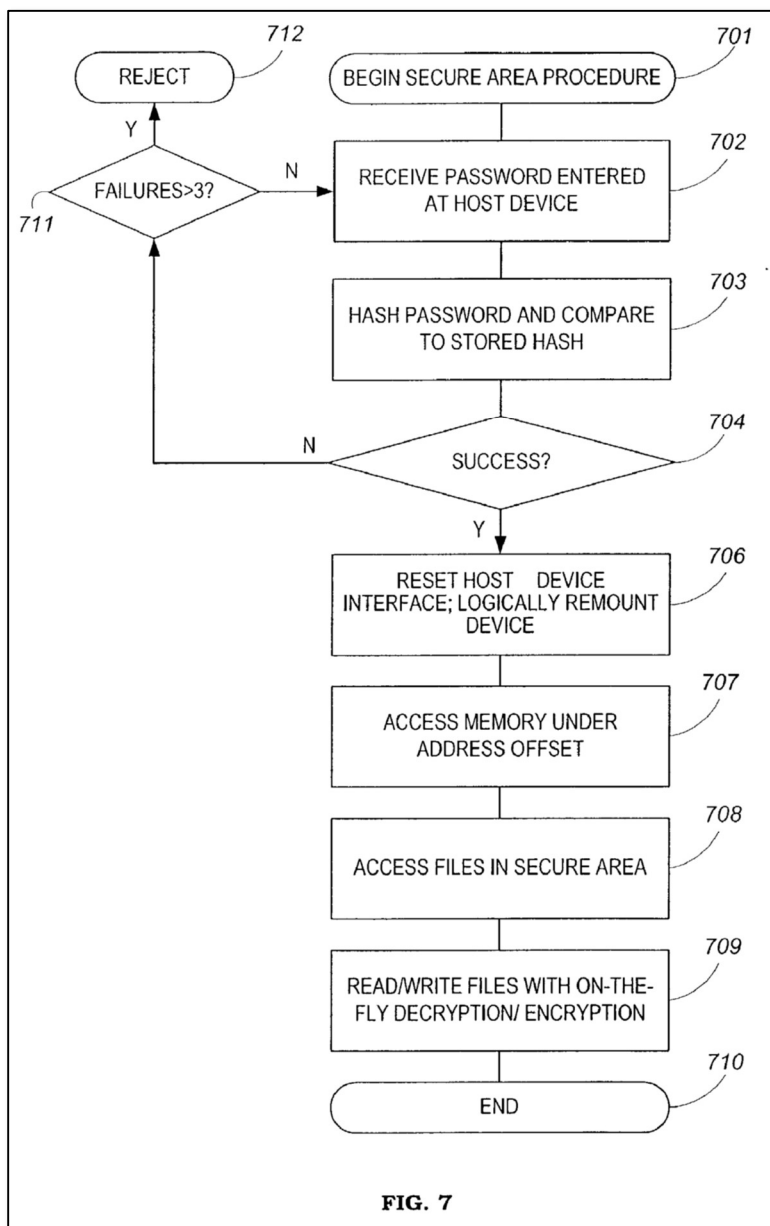 712
REJECT
701
BEGIN SECURE AREA PROCEDURE
Y
FAILURES>3?
N
711
702
RECEIVE PASSWORD ENTERED
AT HOST DEVICE
703
HASH PASSWORD AND COMPARE
TO STORED HASH
704
N
SUCCESS?
Y
706
RESET HOST DEVICE
INTERFACE; LOGICALLY REMOUNT
DEVICE
707
ACCESS MEMORY UNDER
ADDRESS OFFSET
708
ACCESS FILES IN SECURE AREA
709
READ/WRITE FILES WITH ON-THE-
FLY DECRYPTION/ ENCRYPTION
710
END
FIG. 7